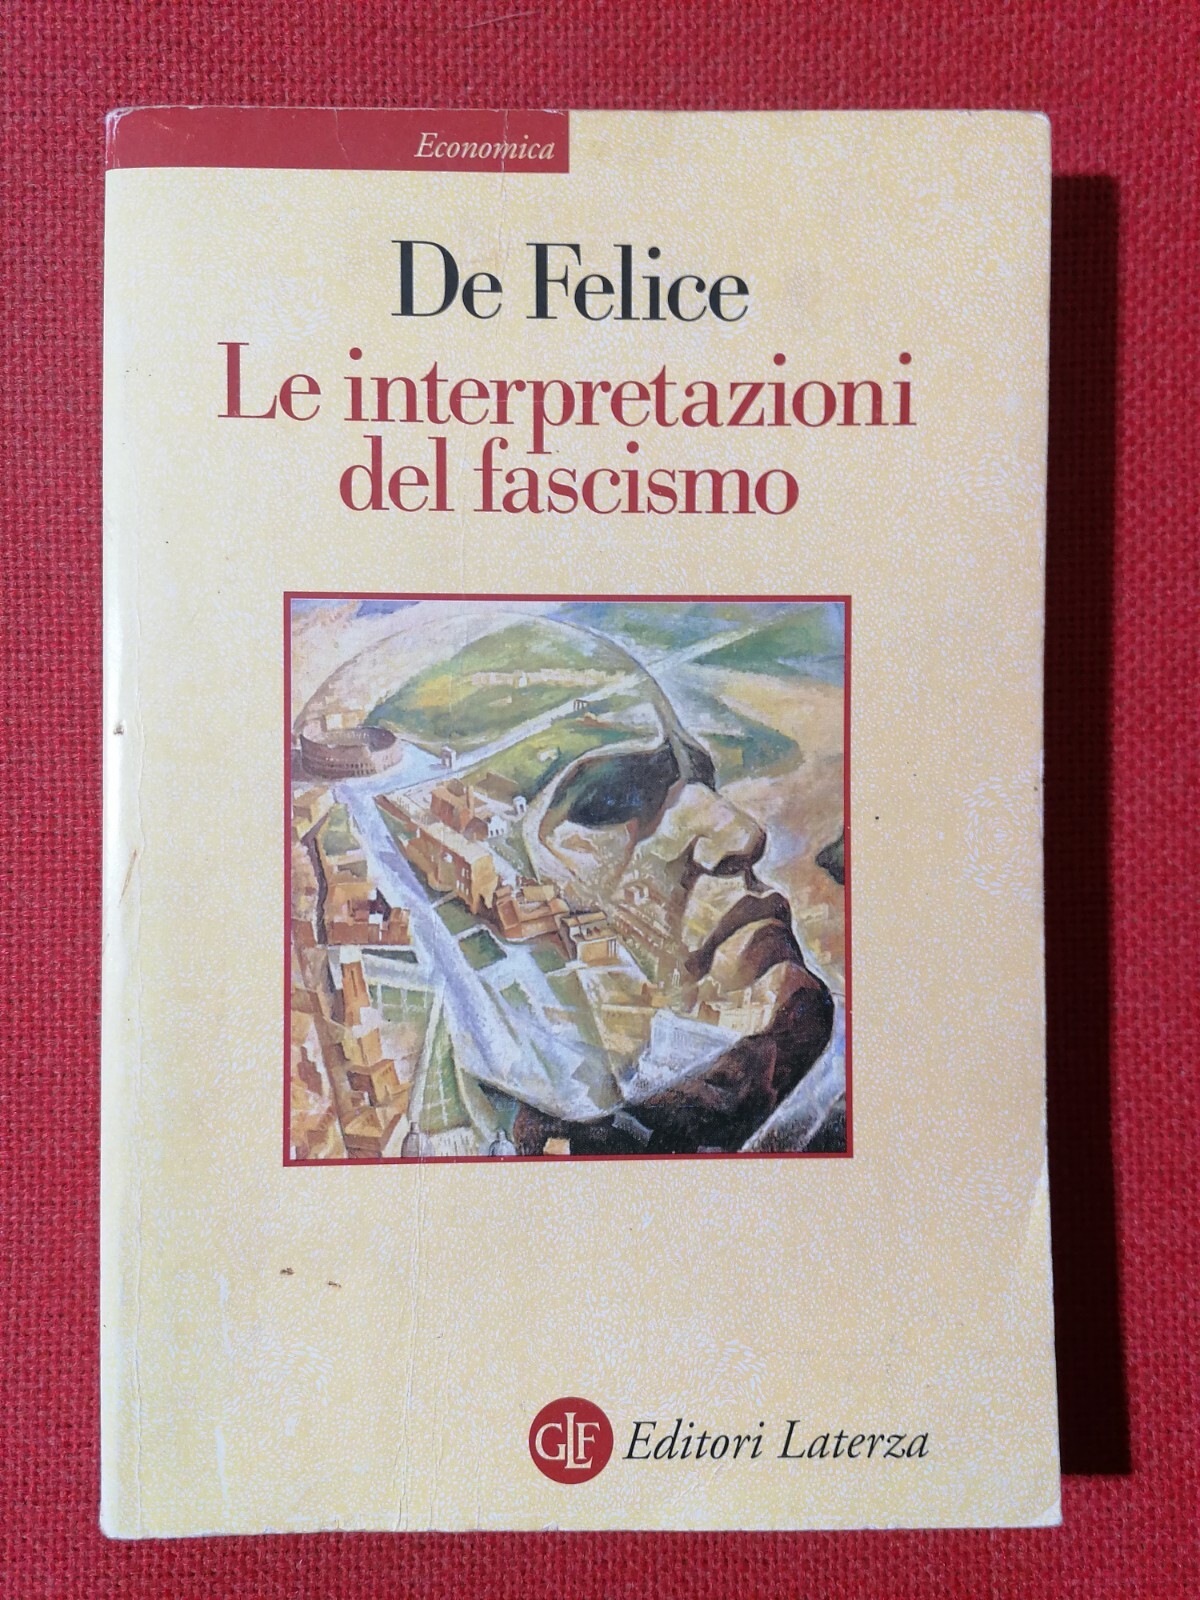 Economica
De Felice
Le interpretazioni
del fascismo
GLF Editori Laterza